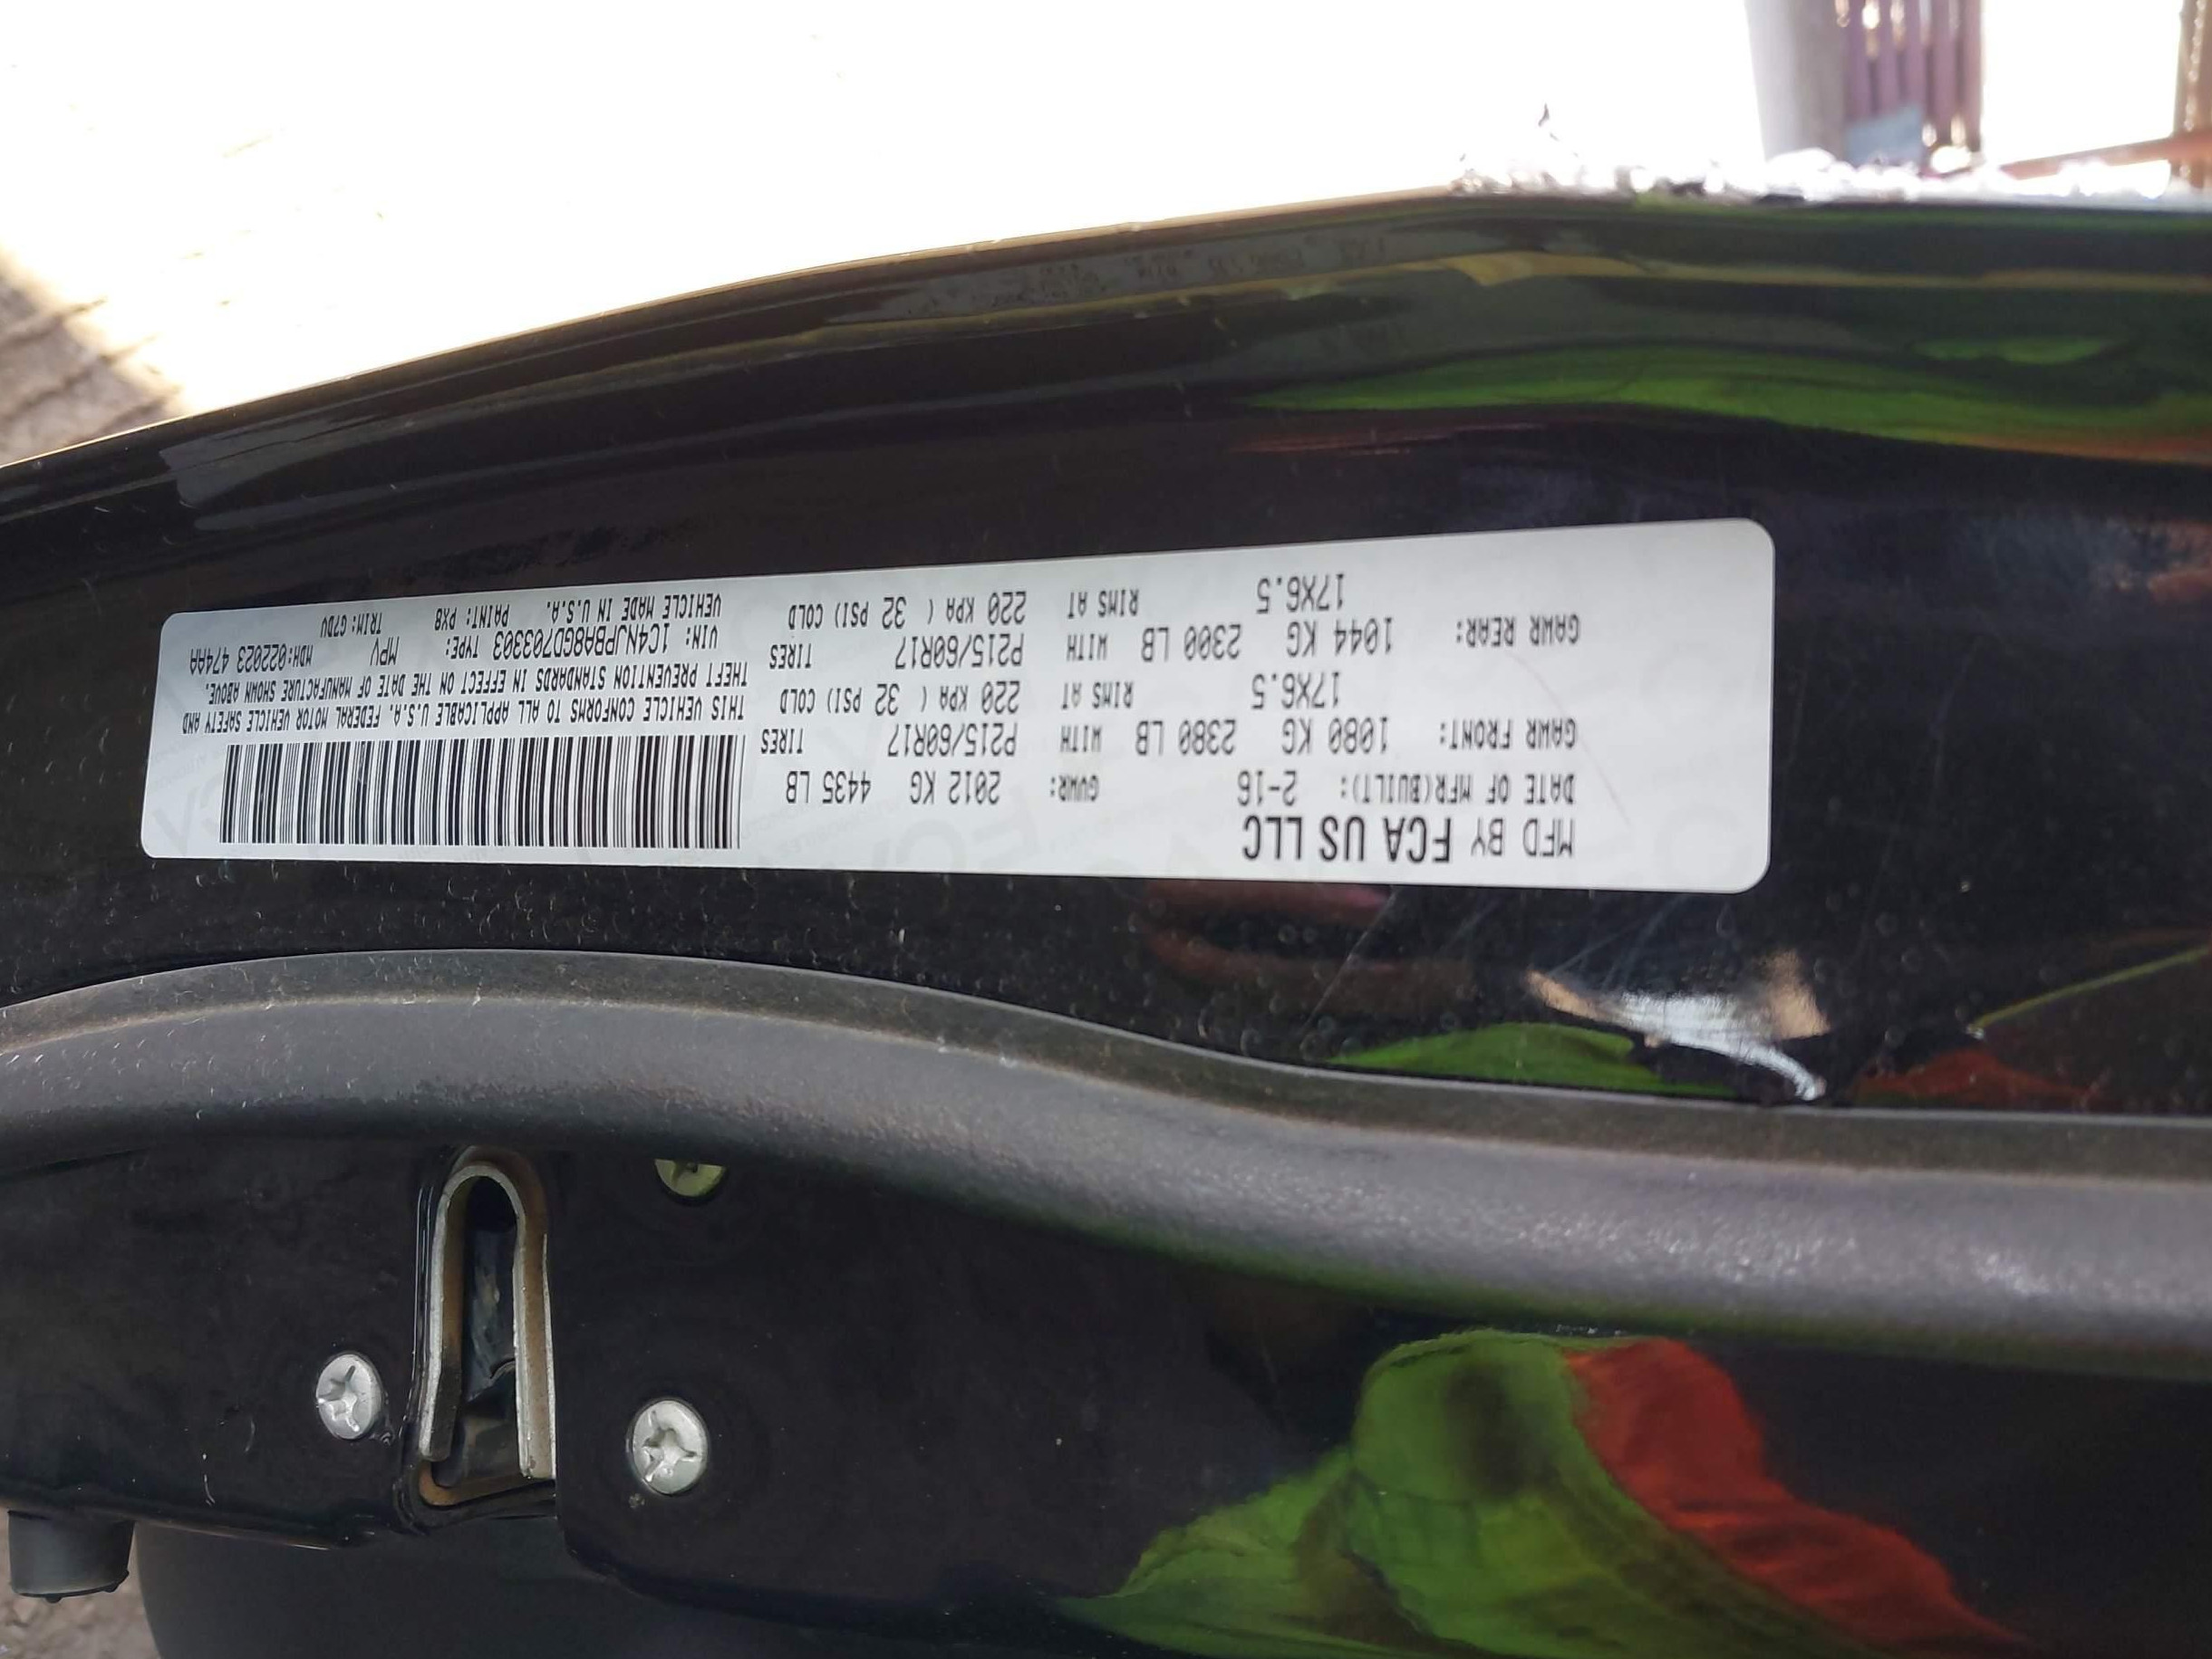 MFD BY FCA US LLC
DATE OF MFR(BUILT): 2-16 GVWR: 2012 KG 4435 LB
GAWR FRONT: 1080 KG 2380 LB WITH P215/60R17 TIRES
17X6.5 RIMS AT 220 KPA ( 32 PSI) COLD
GAWR REAR: 1044 KG 2300 LB WITH P215/60R17 TIRES
17X6.5 RIMS AT 220 KPA ( 32 PSI) COLD
THIS VEHICLE CONFORMS TO ALL APPLICABLE U.S.A. FEDERAL MOTOR VEHICLE SAFETY AND
THEFT PREVENTION STANDARDS IN EFFECT ON THE DATE OF MANUFACTURE SHOWN ABOVE.
VIN: 1C4NJPBA8GD703303 TYPE: MPV MDH:022023 474AA
VEHICLE MADE IN U.S.A. PAINT: PX8 TRIM: G7DV